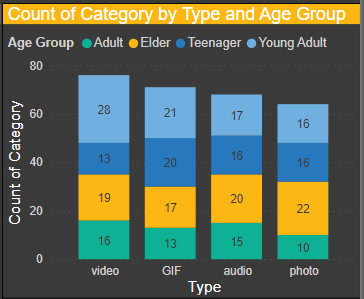 Count of Category by Type and Age Group
Age Group Adult Elder Teenager Young Adult
Count of Category
80
60
40
20
0
28 21 17 16
13 20 16 16
19 17 20 22
16 13 15 10
video GIF audio photo
Type